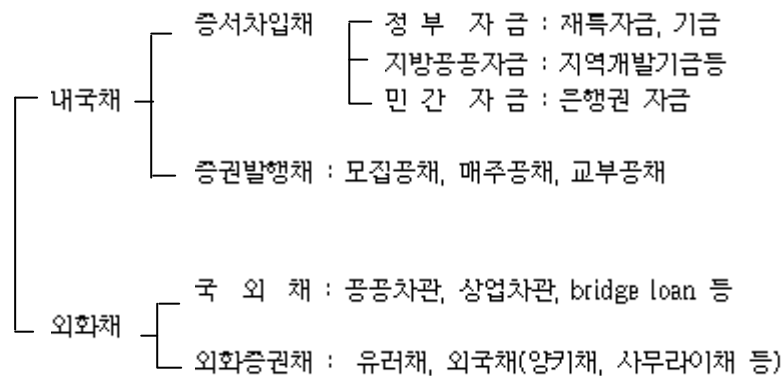 증서차입채 정 부 자 금 : 재특자금, 기금
지방공공자금 : 지역개발기금등
내국채 민 간 자 금 : 은행권 자금
증권발행채 : 모집공채, 매주공채, 교부공채
국 외 채 : 공공차관, 상업차관, bridge loan 등
외화채
외화증권채 : 유러채, 외국채(양키채, 사무라이채 등)